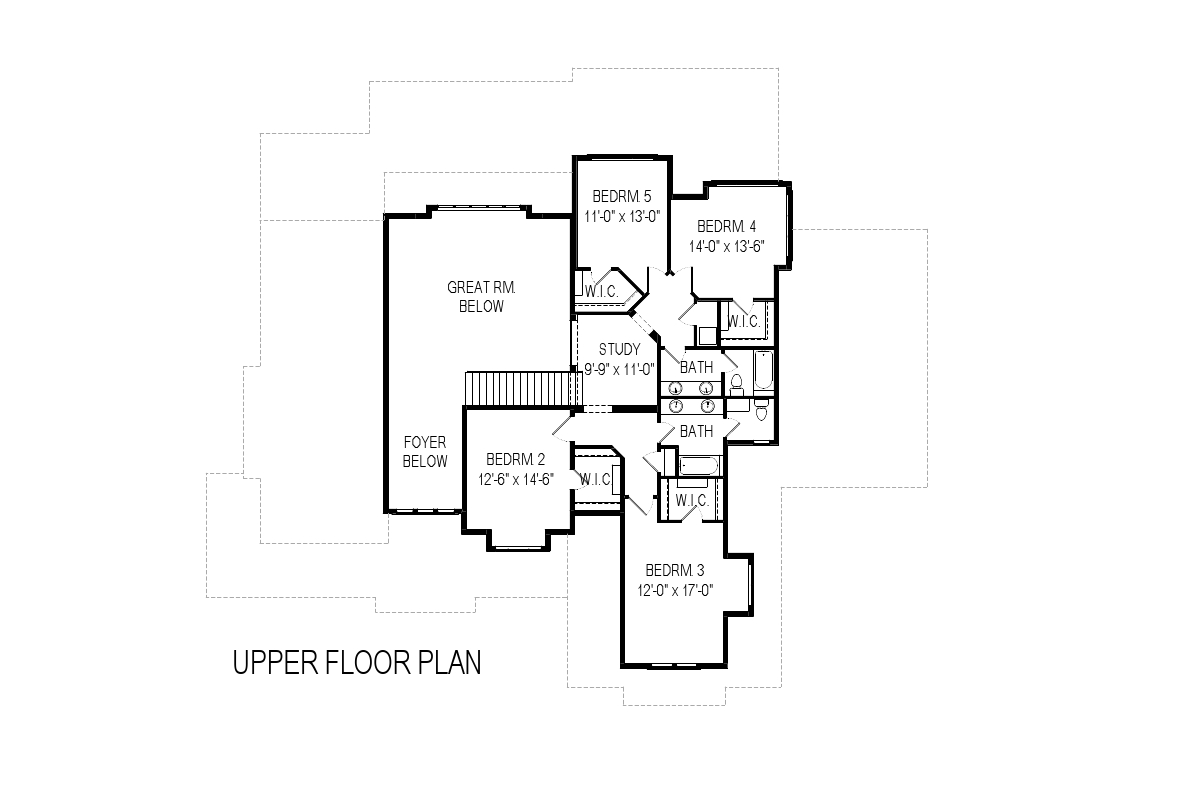 BEDRM. 5
11'-0" x 13'-0"
BEDRM. 4
14'-0" x 13'-6"
GREAT RM.
BELOW
W.I.C.
W.I.C.
STUDY
9'-9" x 11'-0"
BATH
BATH
FOYER
BELOW
BEDRM. 2
12'-6" x 14'-6"
W.I.C.
W.I.C.
BEDRM. 3
12'-0" x 17'-0"
UPPER FLOOR PLAN